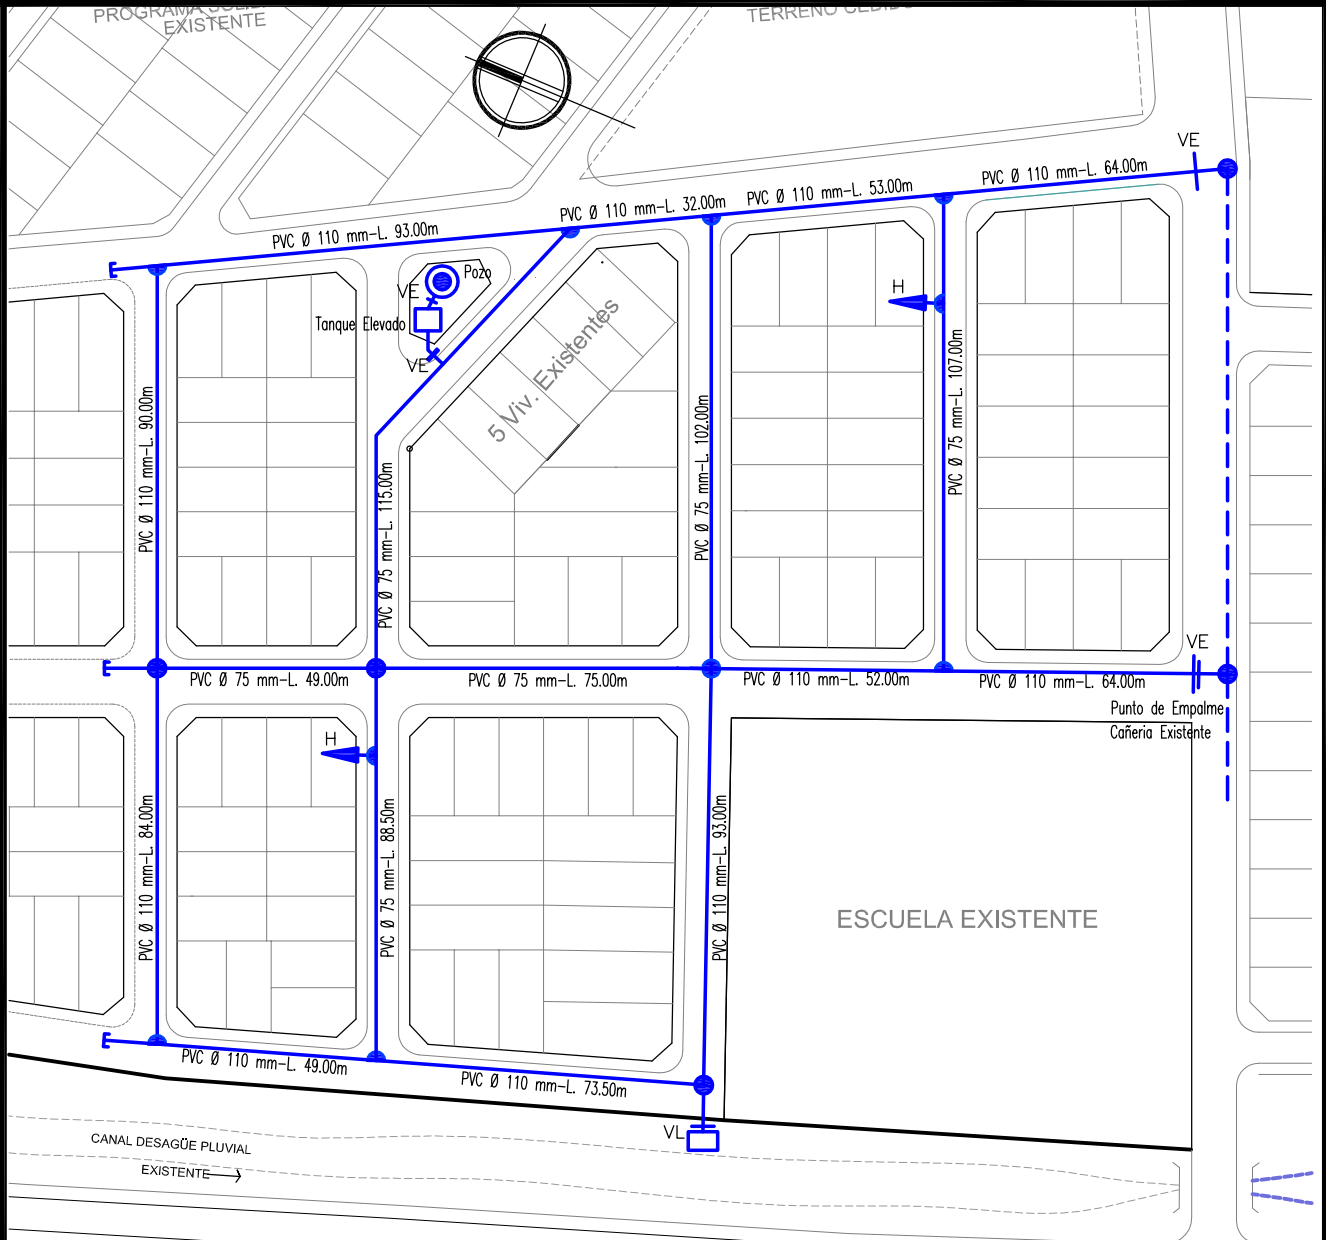 EXISTENTE
VE
PVC Ø 110 mm-L. 64.00m
PVC Ø 110 mm-L. 53.00m
PVC Ø 110 mm-L. 32.00m
PVC Ø 110 mm-L. 93.00m
Pozo
VE
Tanque Elevado
VE
H
5 Viv. Existentes
PVC Ø 110 mm-L. 90.00m
PVC Ø 75 mm-L. 115.00m
PVC Ø 75 mm-L. 102.00m
PVC Ø 75 mm-L. 107.00m
VE
PVC Ø 75 mm-L. 49.00m
PVC Ø 75 mm-L. 75.00m
PVC Ø 110 mm-L. 52.00m
PVC Ø 110 mm-L. 64.00m
Punto de Empalme
Cañeria Existente
H
PVC Ø 110 mm-L. 84.00m
PVC Ø 75 mm-L. 88.50m
PVC Ø 110 mm-L. 93.00m
ESCUELA EXISTENTE
PVC Ø 110 mm-L. 49.00m
PVC Ø 110 mm-L. 73.50m
VL
CANAL DESAGÜE PLUVIAL
EXISTENTE